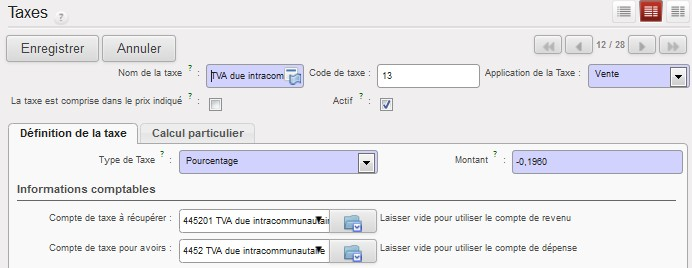 Taxes ?
Enregistrer Annuler 12 / 28
Nom de la taxe ? : TVA due intracom Code de taxe : 13 Application de la Taxe : ? Vente
La taxe est comprise dans le prix indiqué ? : Actif ? :
Définition de la taxe Calcul particulier
Type de Taxe ? : Pourcentage Montant ? : -0,1960
Informations comptables
Compte de taxe à récupérer : 445201 TVA due intracommunautair Laisser vide pour utiliser le compte de revenu
Compte de taxe pour avoirs : 4452 TVA due intracommunautaire Laisser vide pour utiliser le compte de dépense